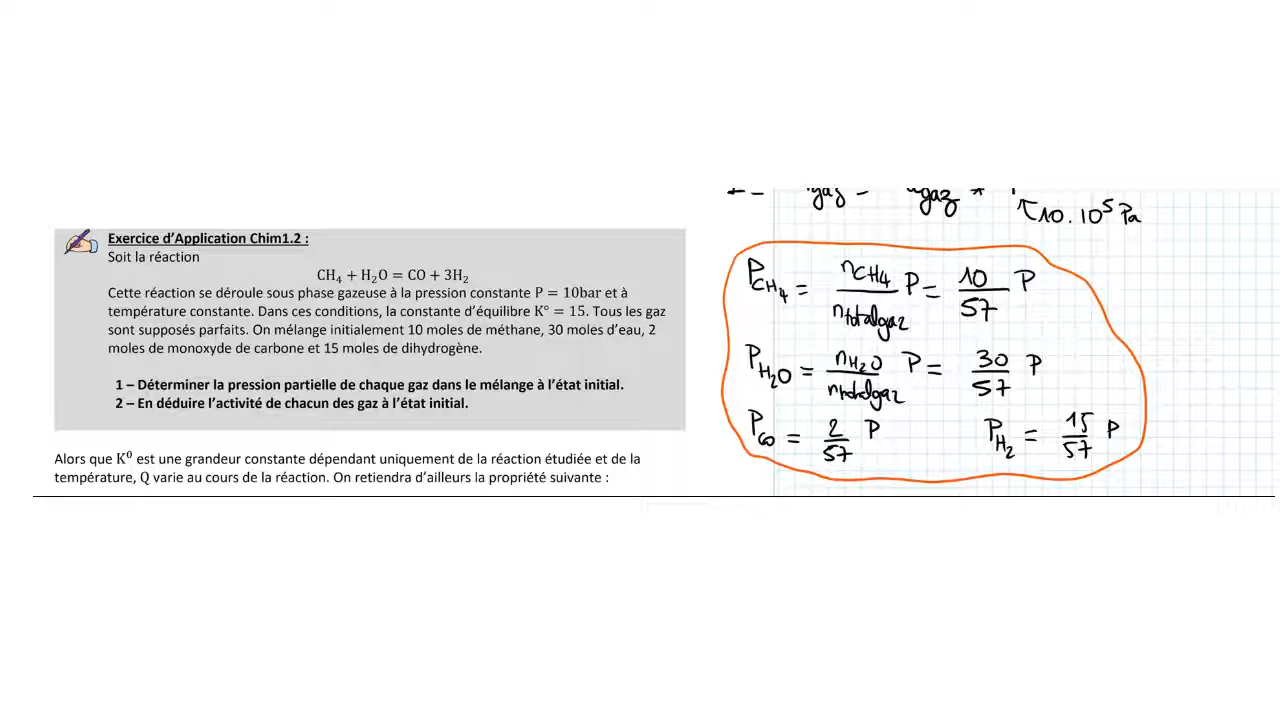 Exercice d’Application Chim1.2 :
Soit la réaction
CH₄ + H₂O = CO + 3H₂
Cette réaction se déroule sous phase gazeuse à la pression constante P = 10bar et à
température constante. Dans ces conditions, la constante d’équilibre K° = 15. Tous les gaz
sont supposés parfaits. On mélange initialement 10 moles de méthane, 30 moles d’eau, 2
moles de monoxyde de carbone et 15 moles de dihydrogène.
1 – Déterminer la pression partielle de chaque gaz dans le mélange à l’état initial.
2 – En déduire l’activité de chacun des gaz à l’état initial.
Alors que K⁰ est une grandeur constante dépendant uniquement de la réaction étudiée et de la
température, Q varie au cours de la réaction. On retiendra d’ailleurs la propriété suivante :
gaz gaz
10. 10⁵ Pa
P_CH₄ = n_CH₄ / n_total gaz P = 10/57 P
P_H₂O = n_H₂O / n_total gaz P = 30/57 P
P_CO = 2/57 P P_H₂ = 15/57 P